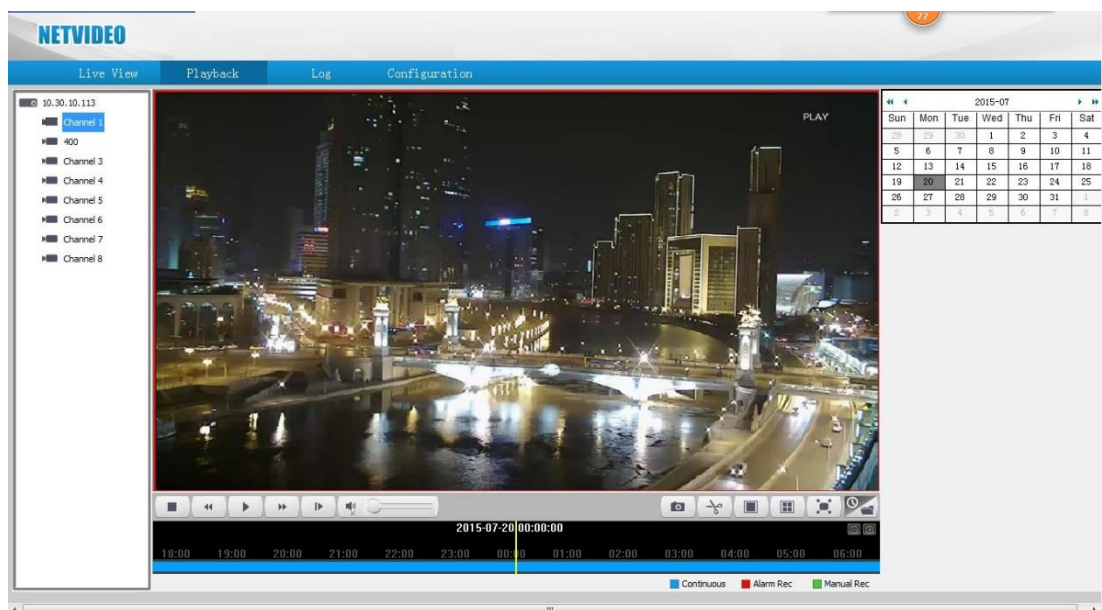 77
NETVIDEO
Live View Playback Log Configuration
10.30.10.113
Channel 1
400
Channel 3
Channel 4
Channel 5
Channel 6
Channel 7
Channel 8
PLAY
2015-07
Sun Mon Tue Wed Thu Fri Sat
28 29 30 1 2 3 4
5 6 7 8 9 10 11
12 13 14 15 16 17 18
19 20 21 22 23 24 25
26 27 28 29 30 31 1
2 3 4 5 6 7 8
2015-07-20 00:00:00
18:00 19:00 20:00 21:00 22:00 23:00 00:00 01:00 02:00 03:00 04:00 05:00 06:00
Continuous Alarm Rec Manual Rec